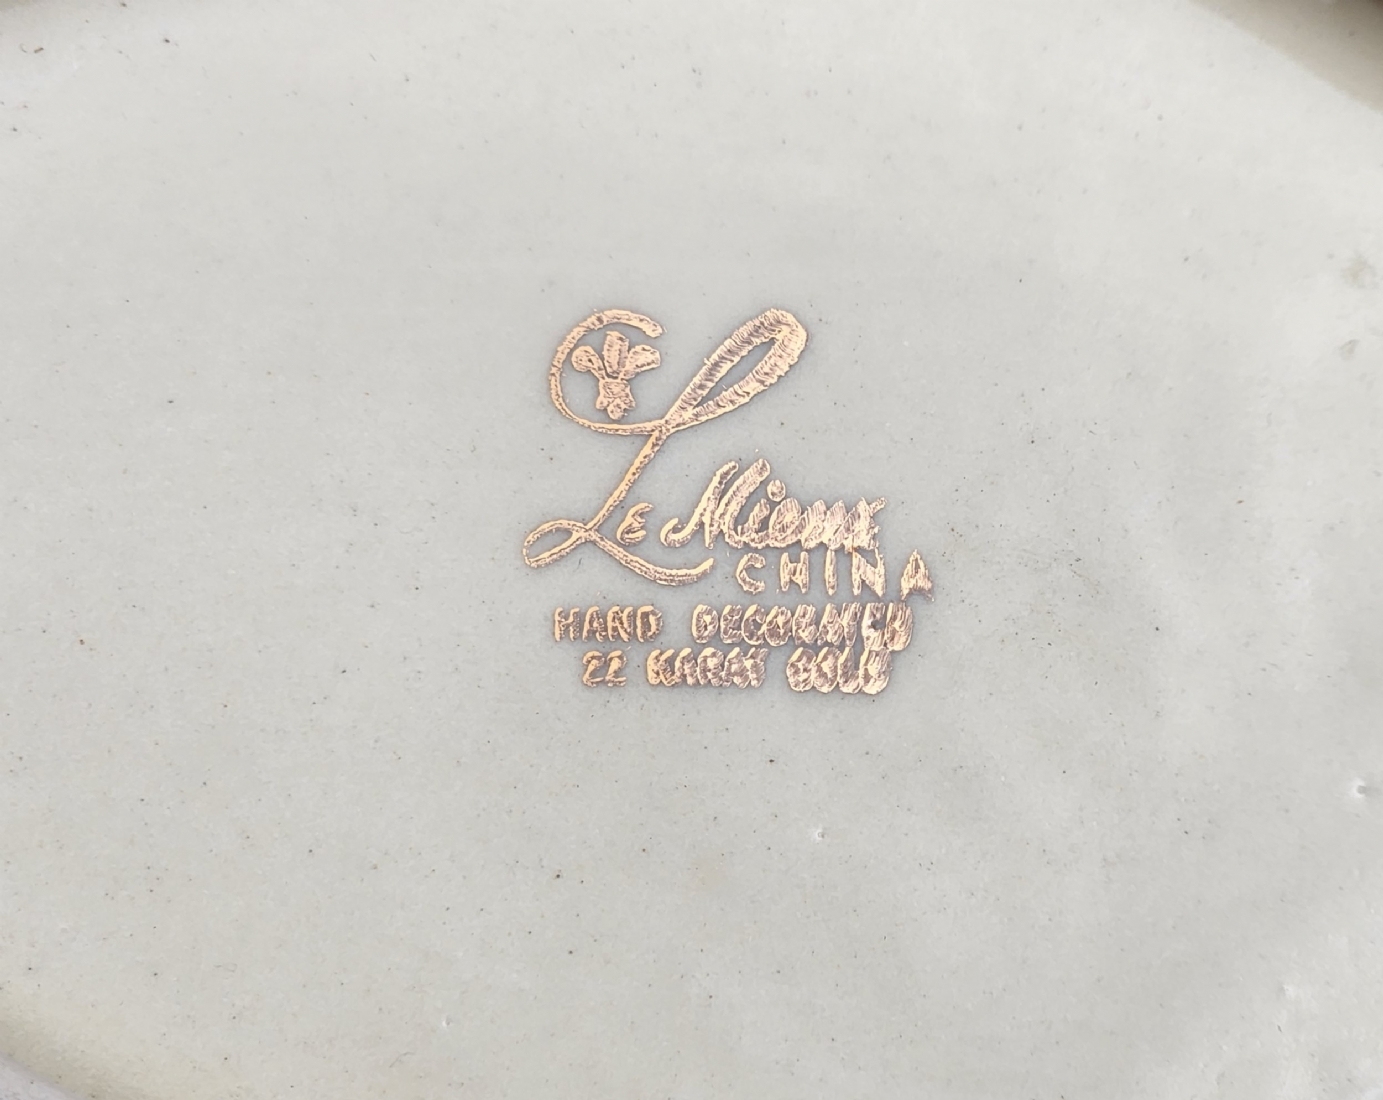 Le Mieux
CHINA
HAND DECORATED
22 KARAT GOLD